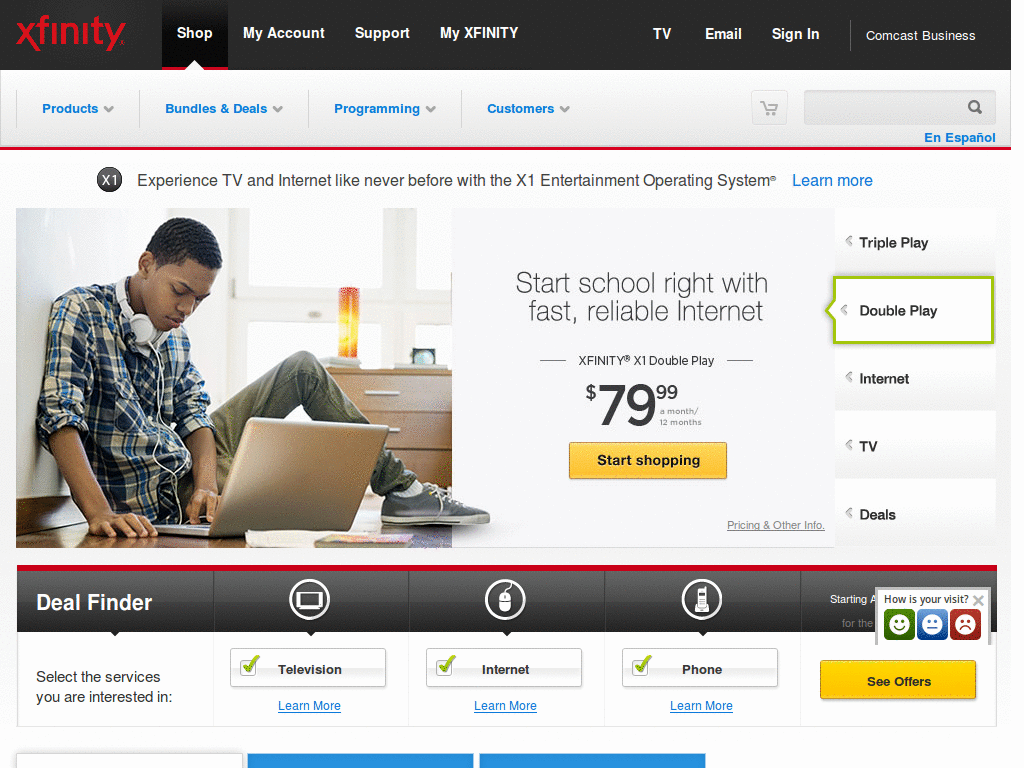 xfinity
Shop
My Account
Support
My XFINITY
TV
Email
Sign In
Comcast Business
Products
Bundles & Deals
Programming
Customers
En Español
X1
Experience TV and Internet like never before with the X1 Entertainment Operating System®
Learn more
Start school right with
fast, reliable Internet
XFINITY® X1 Double Play
$79.99
a month/
12 months
Start shopping
Pricing & Other Info.
Triple Play
Double Play
Internet
TV
Deals
Deal Finder
Starting
for the
How is your visit?
Select the services
you are interested in:
Television
Learn More
Internet
Learn More
Phone
Learn More
See Offers